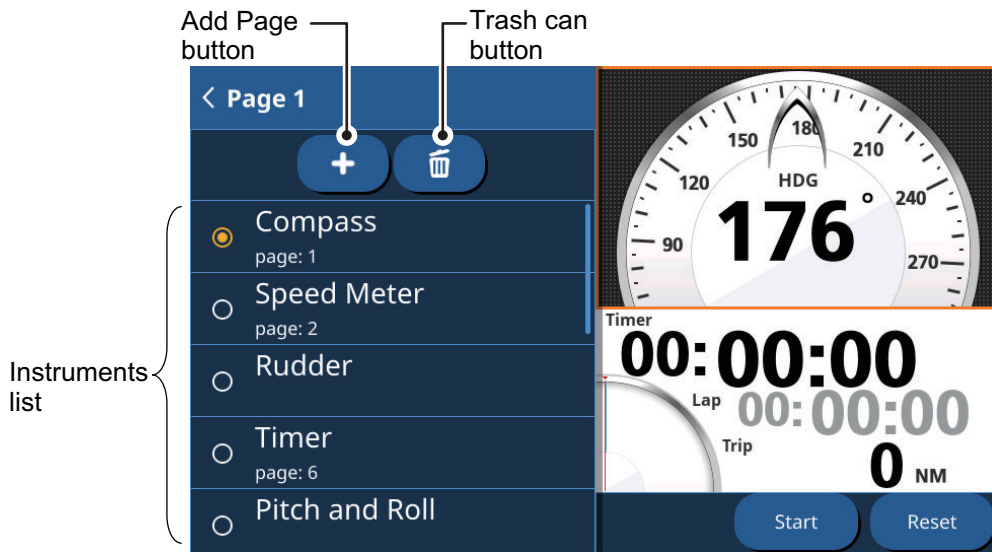 Add Page
button
Trash can
button
< Page 1
Instruments
list
Compass
page: 1
Speed Meter
page: 2
Rudder
Timer
page: 6
Pitch and Roll
90
120
150
180
210
240
270
HDG
176°
Timer
00:00:00
Lap
00:00:00
Trip
0 NM
Start
Reset